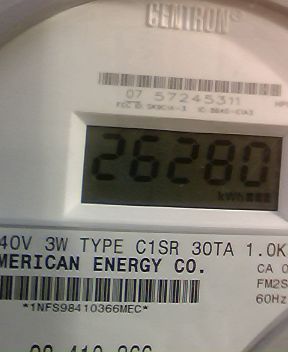 CENTRON®
07 57245311
26280
kWh
40V 3W TYPE C1SR 30TA 1.0K
MERICAN ENERGY CO.
CA 0
FM2S
60Hz
*1NFS98410366MEC*